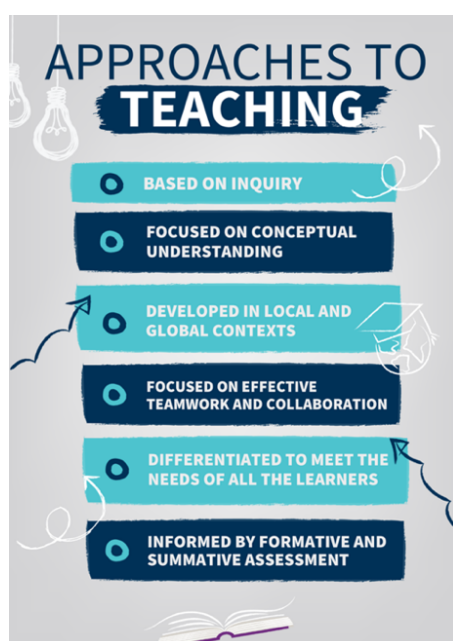 APPROACHES TO
TEACHING
BASED ON INQUIRY
FOCUSED ON CONCEPTUAL
UNDERSTANDING
DEVELOPED IN LOCAL AND
GLOBAL CONTEXTS
FOCUSED ON EFFECTIVE
TEAMWORK AND COLLABORATION
DIFFERENTIATED TO MEET THE
NEEDS OF ALL THE LEARNERS
INFORMED BY FORMATIVE AND
SUMMATIVE ASSESSMENT